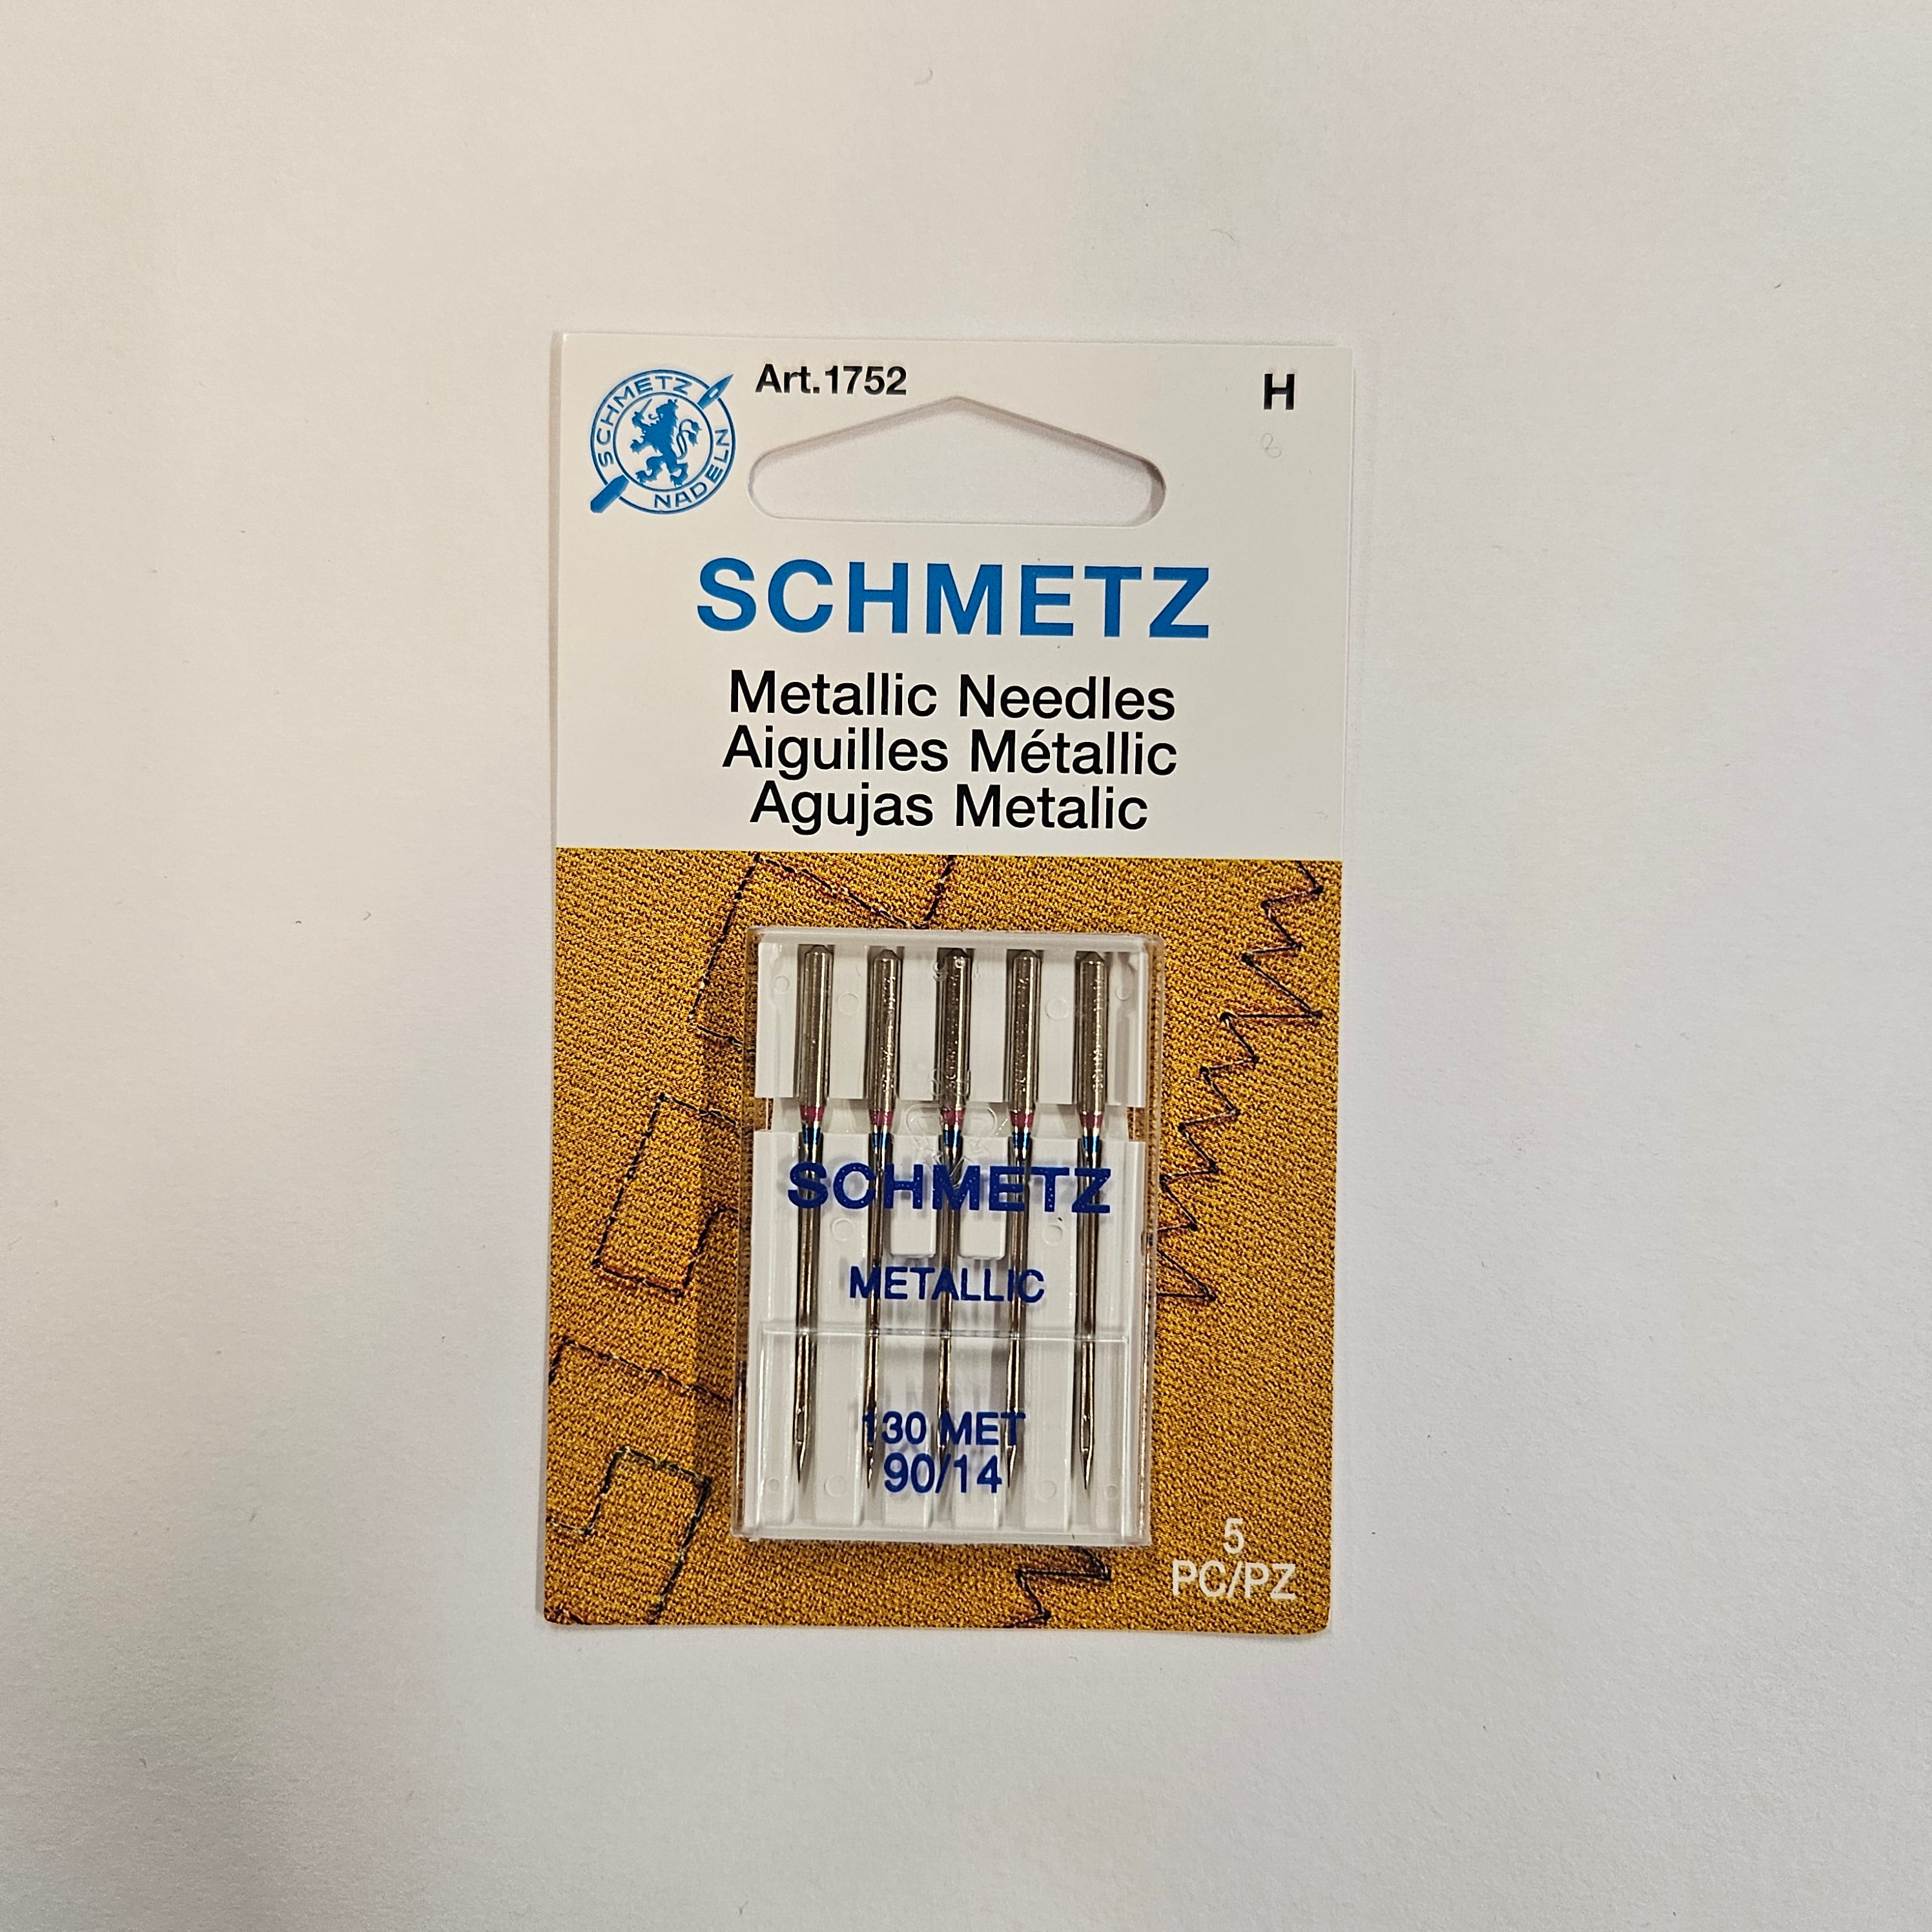 SCHMETZ
NADELN
Art.1752
H
SCHMETZ
Metallic Needles
Aiguilles Métallic
Agujas Metalic
SCHMETZ
METALLIC
130 MET
90/14
5
PC/PZ